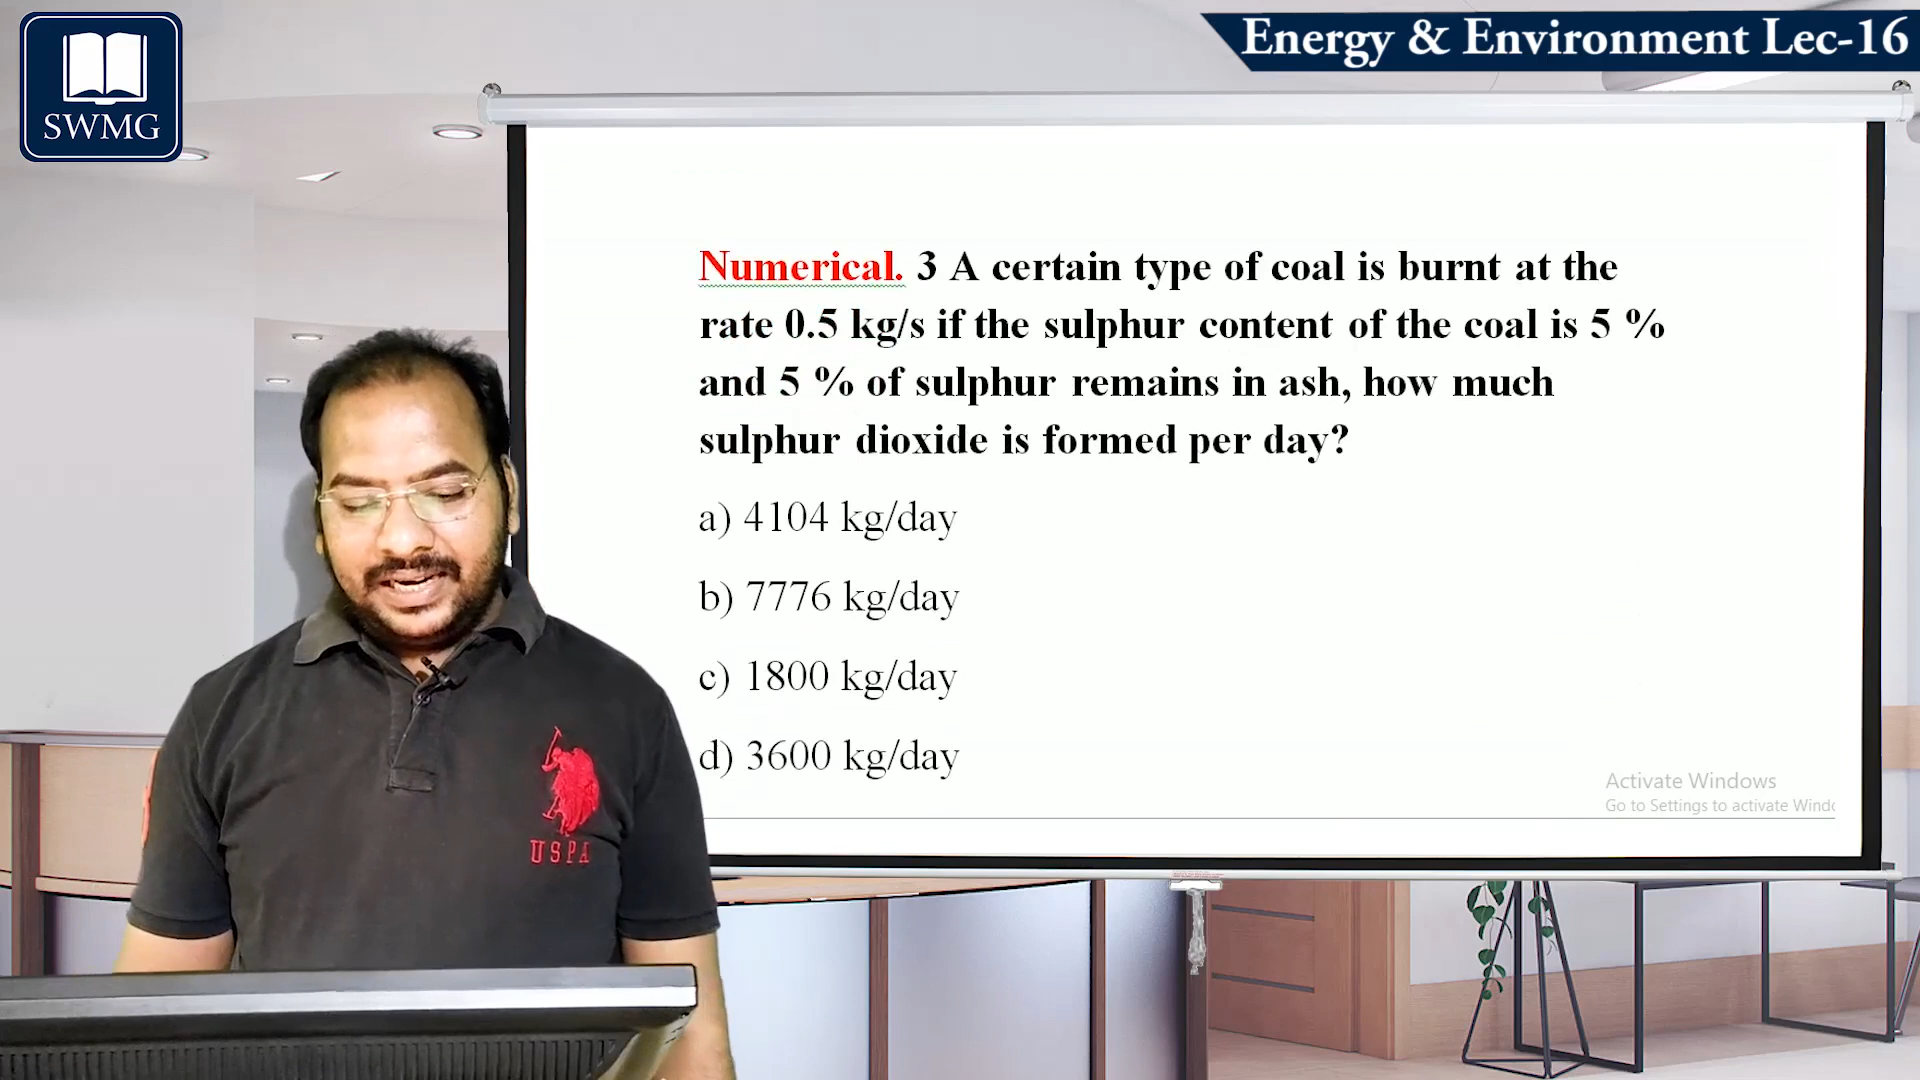 Energy & Environment Lec-16
SWMG
Numerical. 3 A certain type of coal is burnt at the
rate 0.5 kg/s if the sulphur content of the coal is 5 %
and 5 % of sulphur remains in ash, how much
sulphur dioxide is formed per day?
a) 4104 kg/day
b) 7776 kg/day
c) 1800 kg/day
d) 3600 kg/day
USPA
Activate Windows
Go to Settings to activate Windo